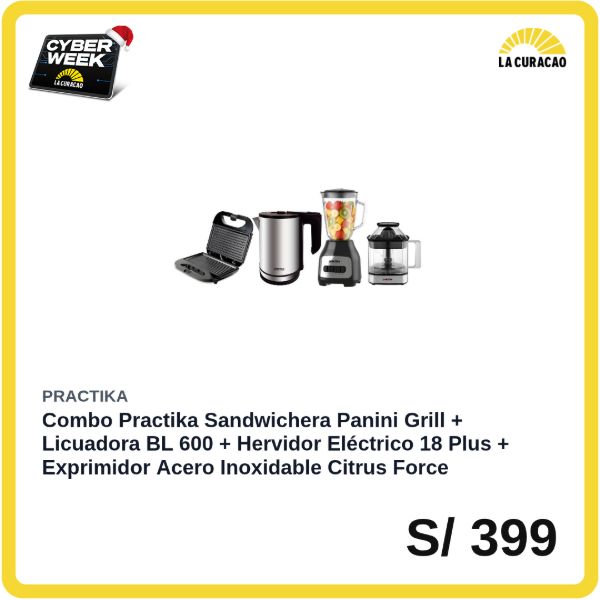 CYBER
WEEK
LA CURACAO
LA CURACAO
PRACTIKA
Combo Practika Sandwichera Panini Grill +
Licuadora BL 600 + Hervidor Eléctrico 18 Plus +
Exprimidor Acero Inoxidable Citrus Force
S/ 399